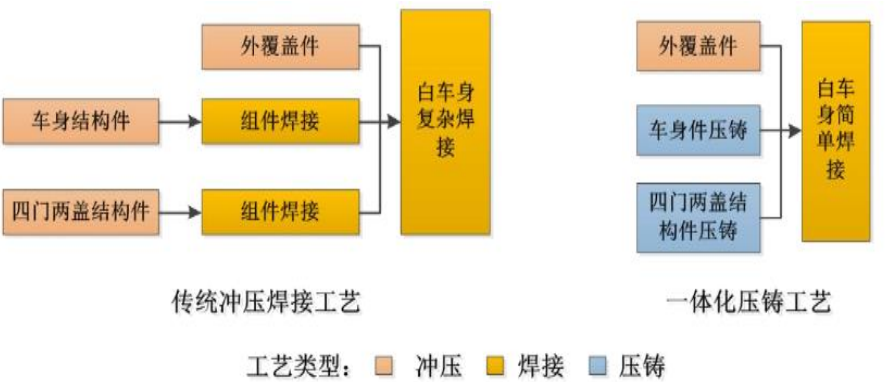 外覆盖件
车身结构件
组件焊接
四门两盖结构件
组件焊接
白车身
复杂焊
接
传统冲压焊接工艺
外覆盖件
车身件压铸
四门两盖结
构件压铸
白车
身简
单焊
接
一体化压铸工艺
工艺类型： 冲压 焊接 压铸